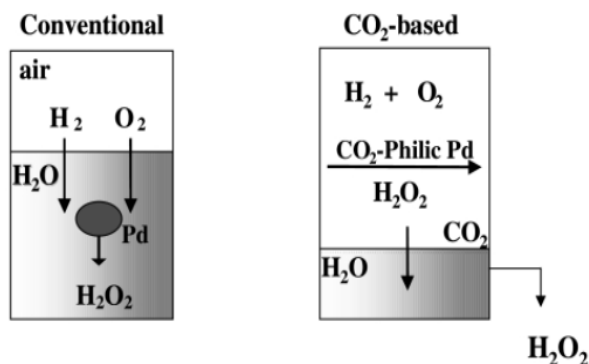 Conventional
air
H₂ O₂
H₂O
Pd
H₂O₂
CO₂-based
H₂ + O₂
CO₂-Philic Pd
H₂O₂
CO₂
H₂O
H₂O₂